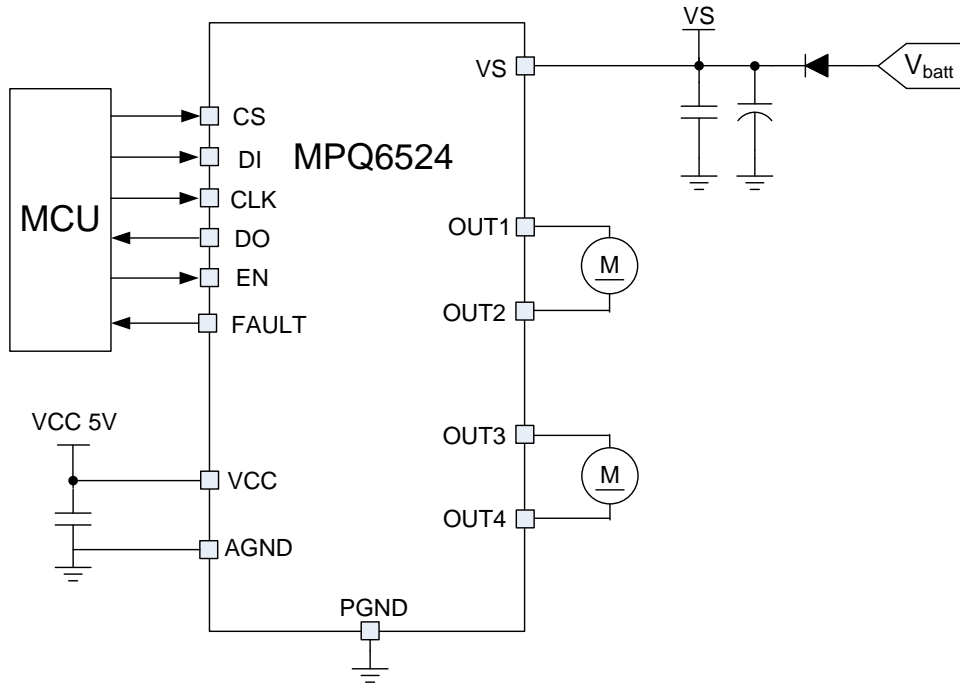 VS
VS
V_batt
CS
MPQ6524
DI
MCU
CLK
DO
OUT1
M
EN
OUT2
FAULT
VCC 5V
OUT3
M
VCC
OUT4
AGND
PGND